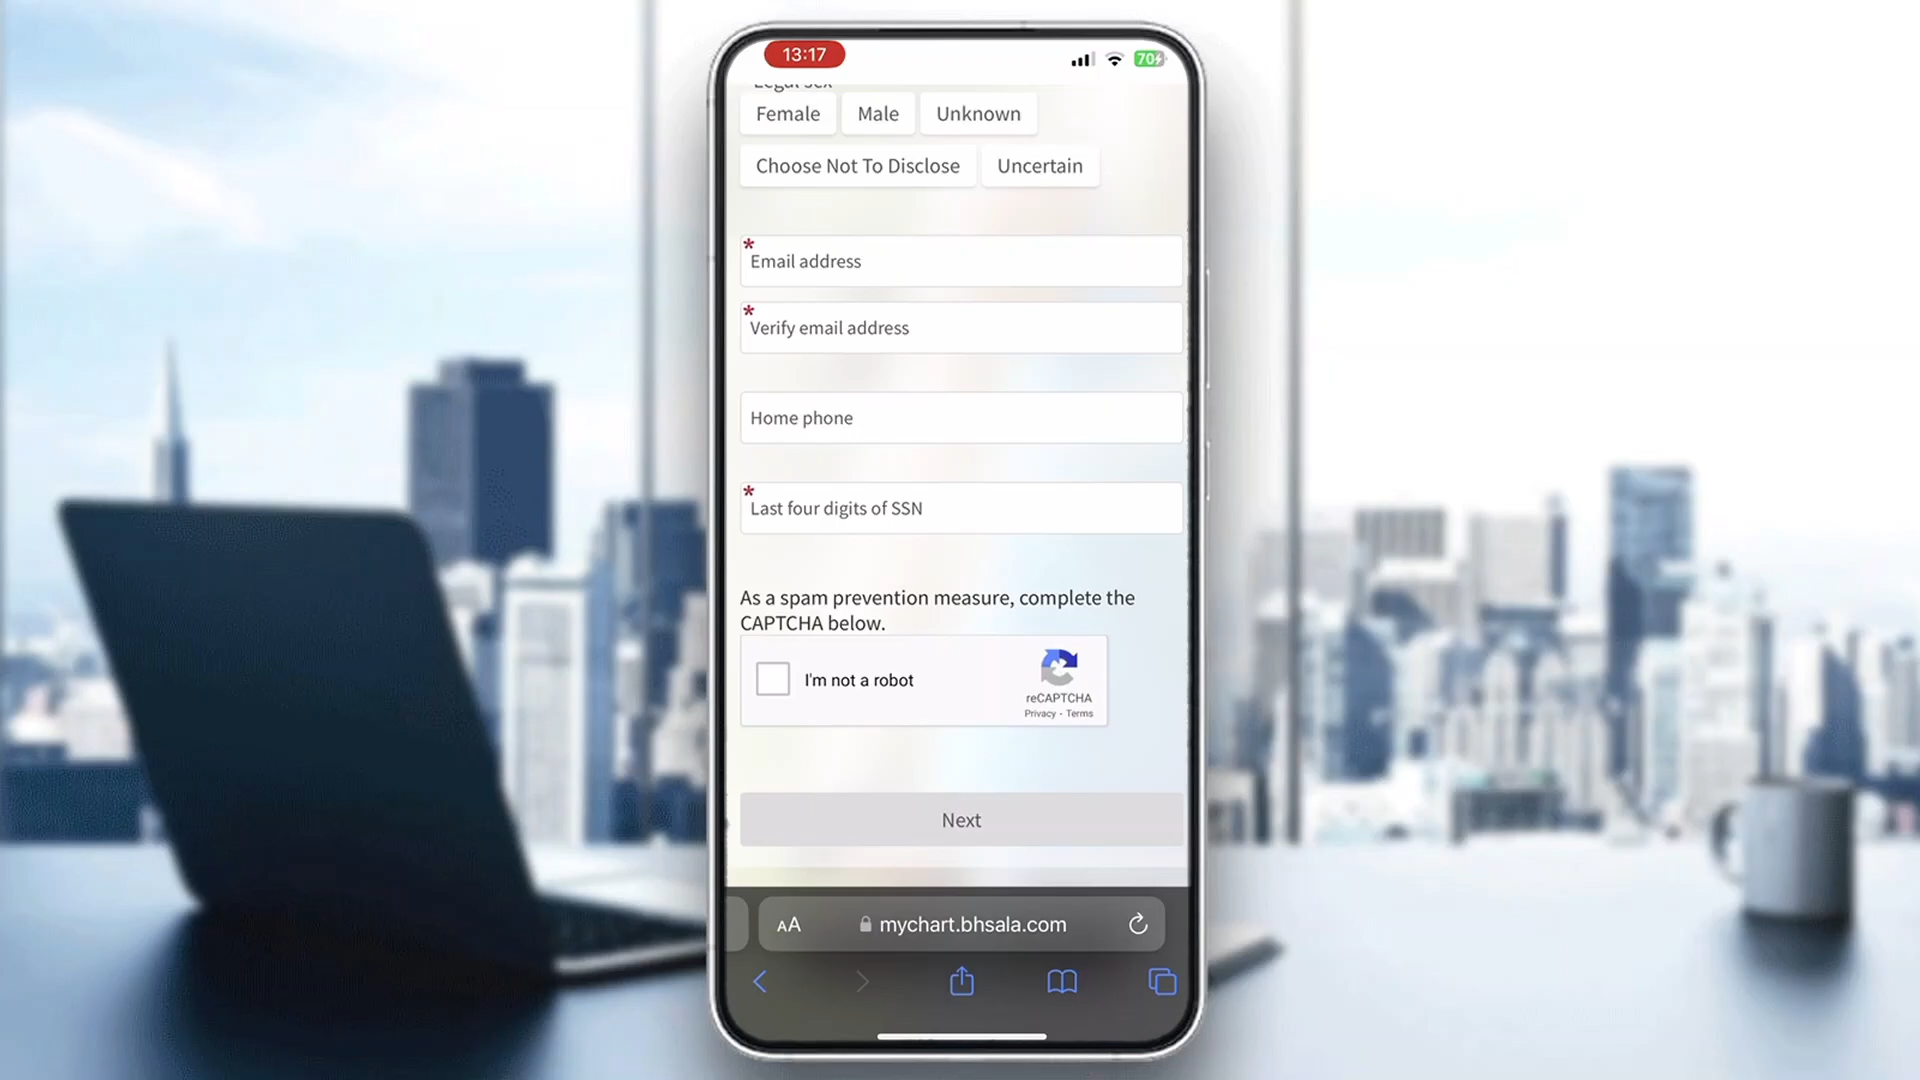 13:17
70
Legal sex
Female
Male
Unknown
Choose Not To Disclose
Uncertain
*
Email address
*
Verify email address
Home phone
*
Last four digits of SSN
As a spam prevention measure, complete the
CAPTCHA below.
I'm not a robot
reCAPTCHA
Privacy - Terms
Next
AA
mychart.bhsala.com